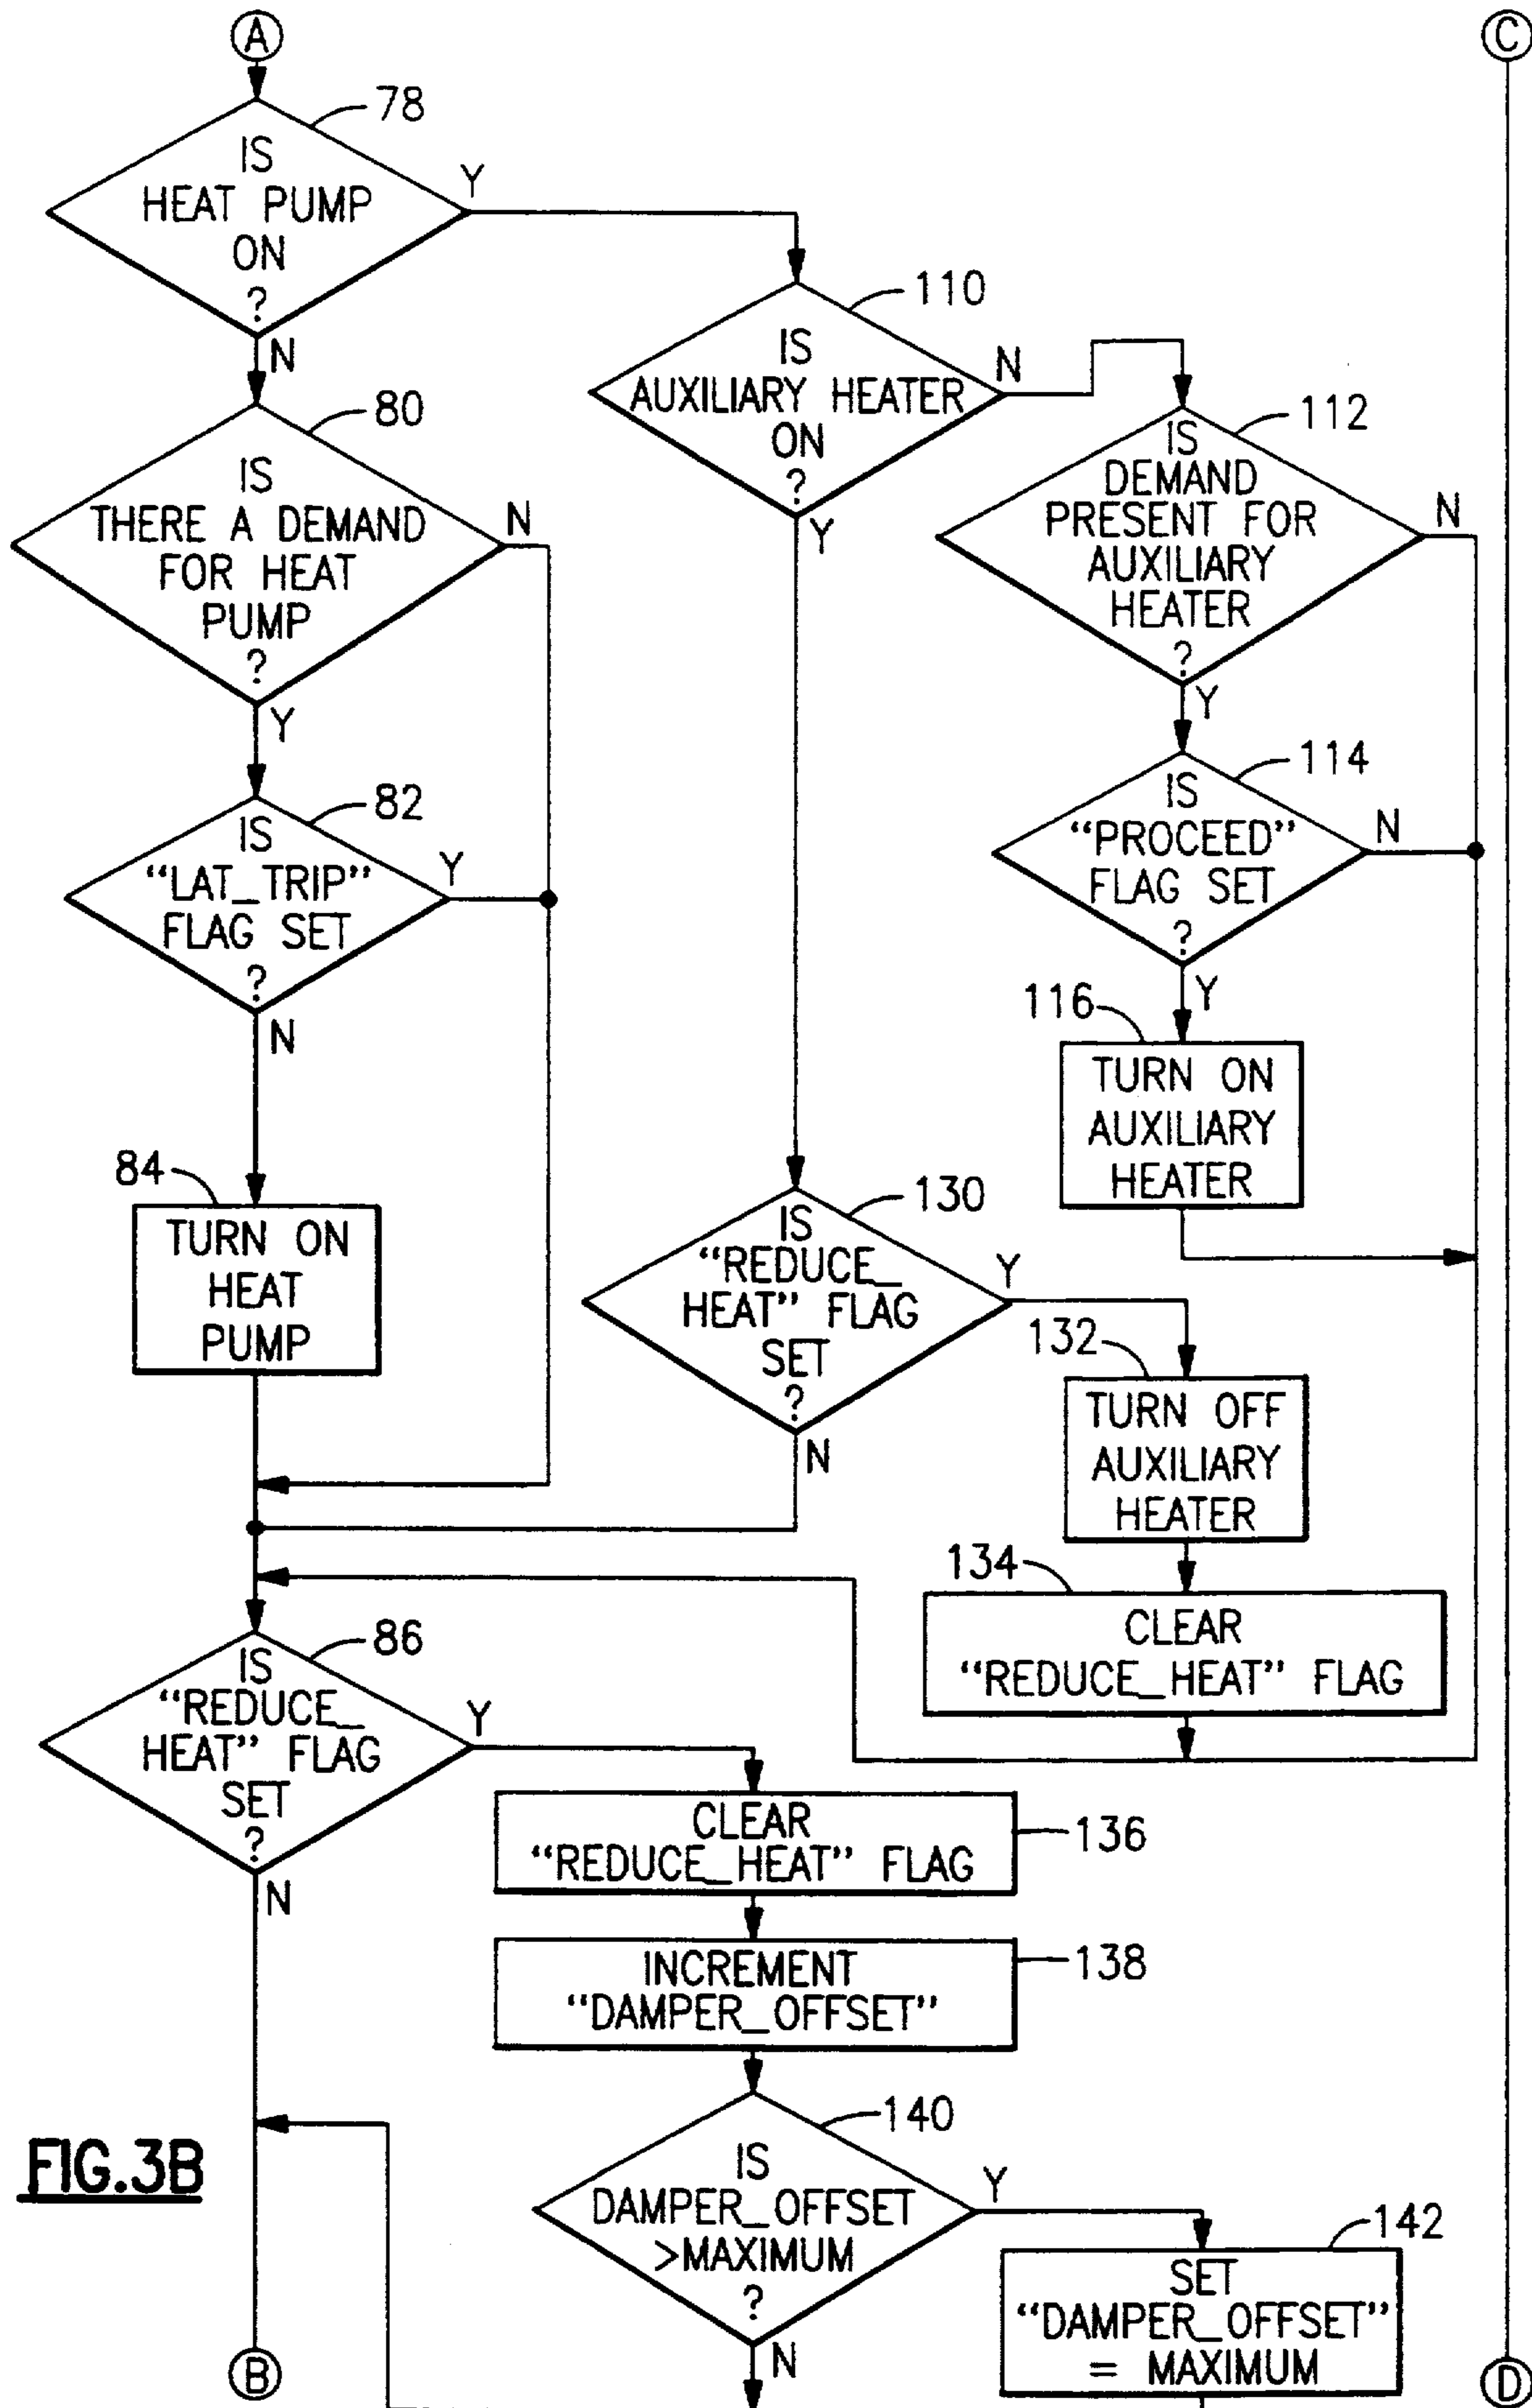 A
C
78
IS
HEAT PUMP
ON
?
Y
N
110
IS
AUXILIARY HEATER
ON
?
N
Y
80
IS
THERE A DEMAND
FOR HEAT
PUMP
?
N
Y
112
IS
DEMAND
PRESENT FOR
AUXILIARY
HEATER
?
N
Y
82
IS
"LAT_TRIP"
FLAG SET
?
Y
N
114
IS
"PROCEED"
FLAG SET
?
N
Y
116
TURN ON
AUXILIARY
HEATER
84
TURN ON
HEAT
PUMP
130
IS
"REDUCE_
HEAT" FLAG
SET
?
Y
N
132
TURN OFF
AUXILIARY
HEATER
134
CLEAR
"REDUCE_HEAT" FLAG
86
IS
"REDUCE_
HEAT" FLAG
SET
?
Y
N
CLEAR
"REDUCE_HEAT" FLAG
136
INCREMENT
"DAMPER_OFFSET"
138
140
IS
DAMPER_OFFSET
>MAXIMUM
?
Y
N
142
SET
"DAMPER_OFFSET"
= MAXIMUM
FIG.3B
B
D